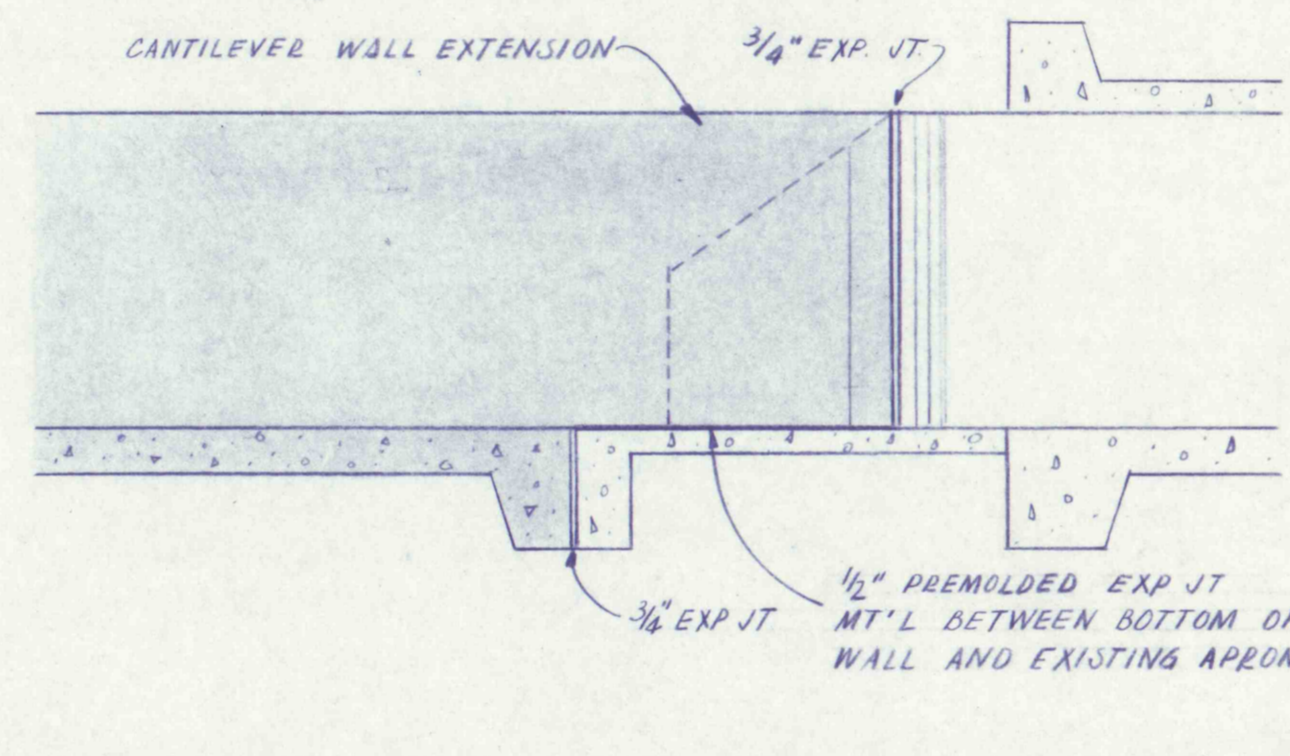 CANTILEVER WALL EXTENSION
3/4" EXP. JT.
3/4" EXP JT
1/2" PREMOLDED EXP JT
MT'L BETWEEN BOTTOM
WALL AND EXISTING APRON